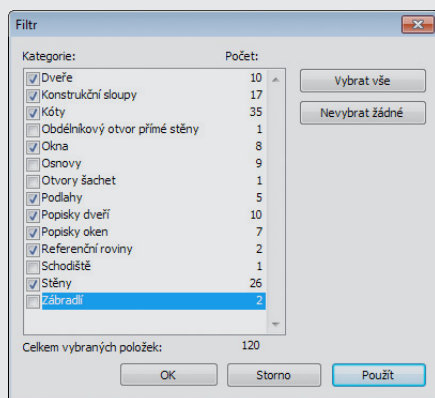 Filtr
Kategorie: Počet:
Dveře 10
Konstrukční sloupy 17
Kóty 35
Obdélníkový otvor přímé stěny 1
Okna 8
Osnovy 9
Otvory šachet 1
Podlahy 5
Popisky dveří 10
Popisky oken 7
Referenční roviny 2
Schodiště 1
Stěny 26
Zábradlí 2
Vybrat vše
Nevybrat žádné
Celkem vybraných položek: 120
OK Storno Použít